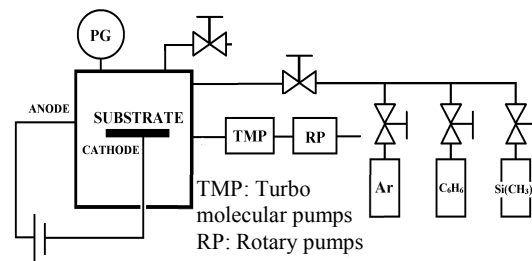 PG
ANODE
SUBSTRATE
CATHODE
TMP
RP
Ar
C6H6
Si(CH3)
TMP: Turbo
molecular pumps
RP: Rotary pumps